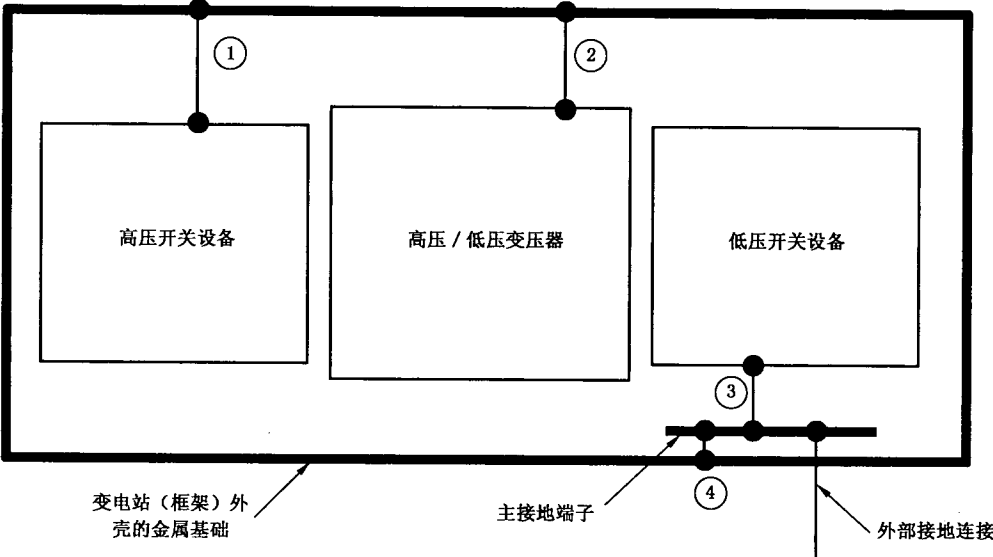 ①
②
高压开关设备
高压/低压变压器
低压开关设备
③
④
变电站(框架)外
壳的金属基础
主接地端子
外部接地连接